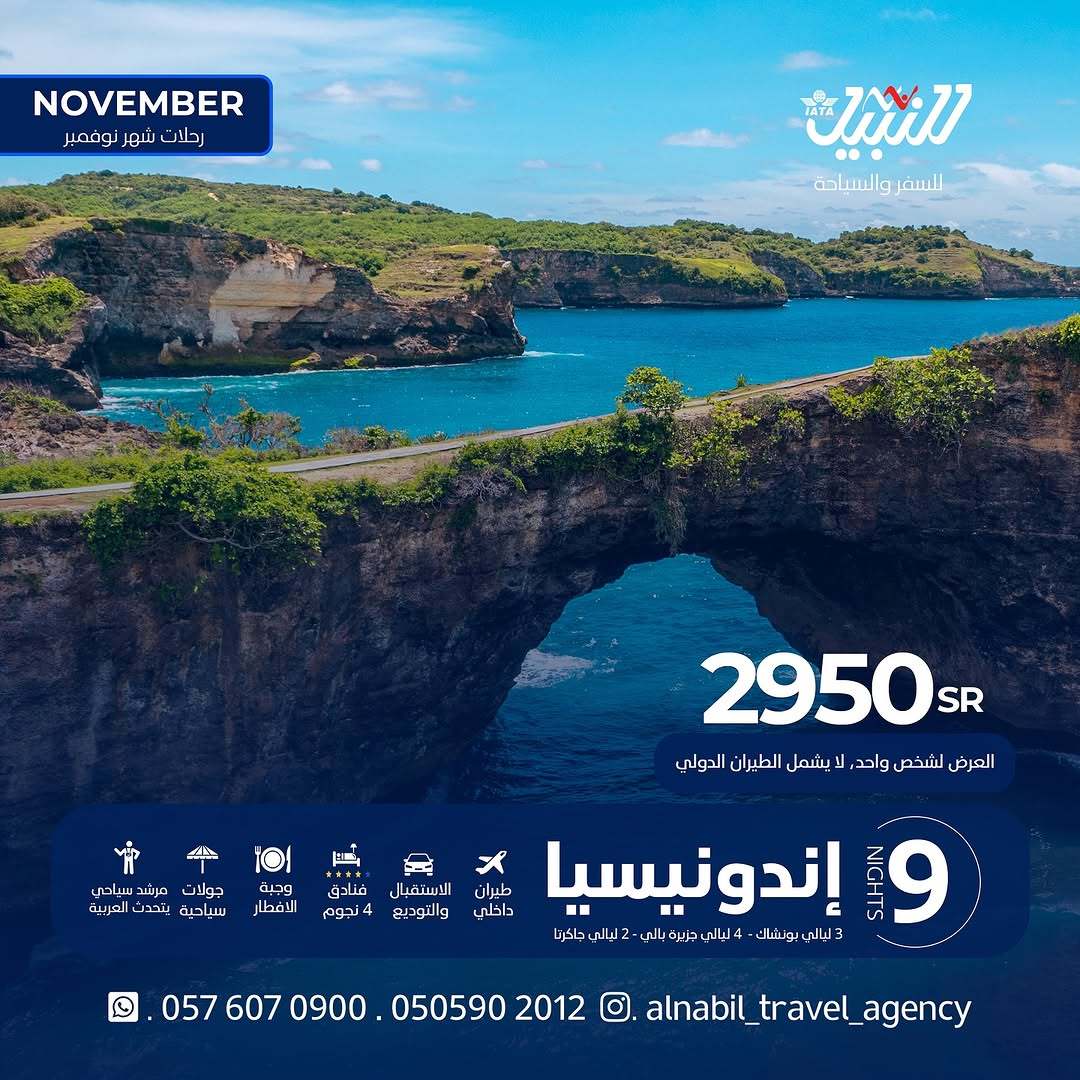 NOVEMBER
رحلات شهر نوفمبر
IATA
النبيل
للسفر والسياحة
2950 SR
العرض لشخص واحد، لا يشمل الطيران الدولي
9 NIGHTS
إندونيسيا
3 ليالي بونشاك - 4 ليالي جزيرة بالي - 2 ليالي جاكرتا
طيران
داخلي
الاستقبال
والتوديع
فنادق
4 نجوم
وجبة
الافطار
جولات
سياحية
مرشد سياحي
يتحدث العربية
. 057 607 0900 . 050590 2012 . alnabil_travel_agency